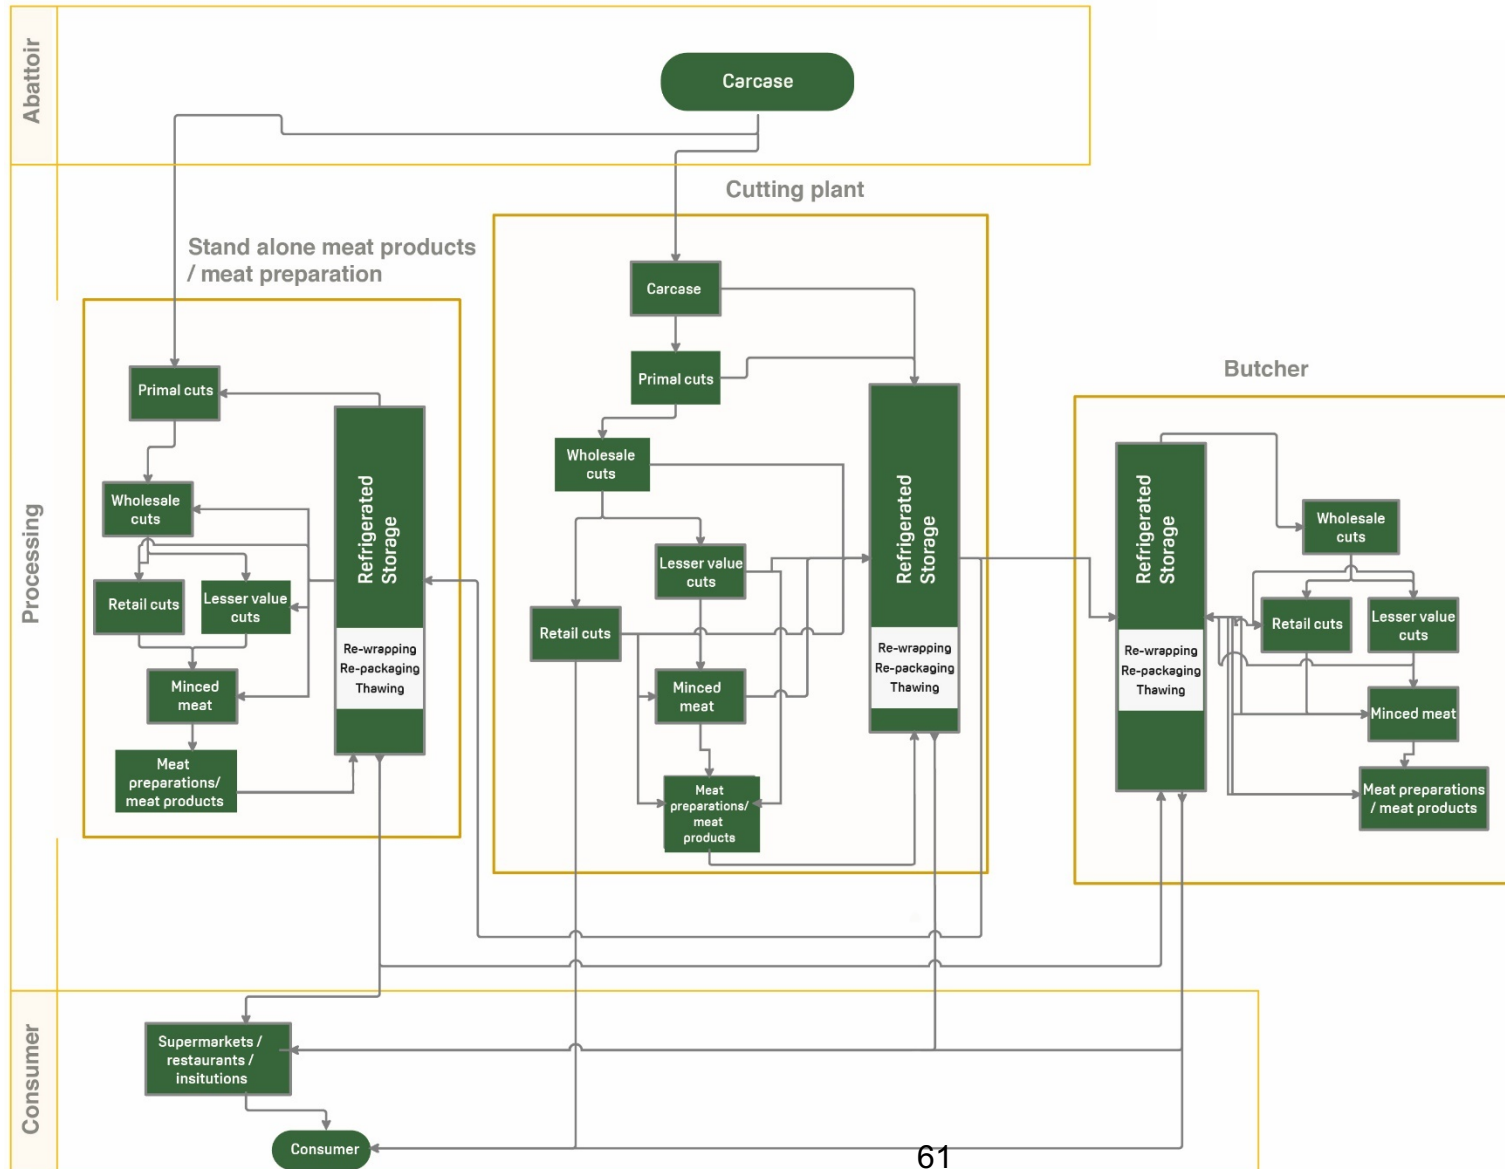 Abattoir
Carcase
Processing
Stand alone meat products
/ meat preparation
Primal cuts
Wholesale
cuts
Retail cuts
Lesser value
cuts
Minced
meat
Meat
preparations/
meat products
Refrigerated
Storage
Re-wrapping
Re-packaging
Thawing
Cutting plant
Carcase
Primal cuts
Wholesale
cuts
Lesser value
cuts
Retail cuts
Minced
meat
Meat
preparations/
meat
products
Refrigerated
Storage
Re-wrapping
Re-packaging
Thawing
Butcher
Refrigerated
Storage
Re-wrapping
Re-packaging
Thawing
Wholesale
cuts
Retail cuts
Lesser value
cuts
Minced meat
Meat preparations
/ meat products
Consumer
Supermarkets /
restaurants /
insitutions
Consumer
61